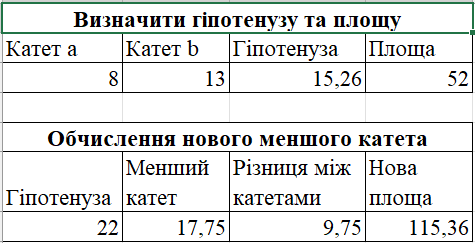 Визначити гіпотенузу та площу
Катет а Катет b Гіпотенуза Площа
8 13 15,26 52
Обчислення нового меншого катета
Гіпотенуза Менший катет Різниця між катетами Нова площа
22 17,75 9,75 115,36